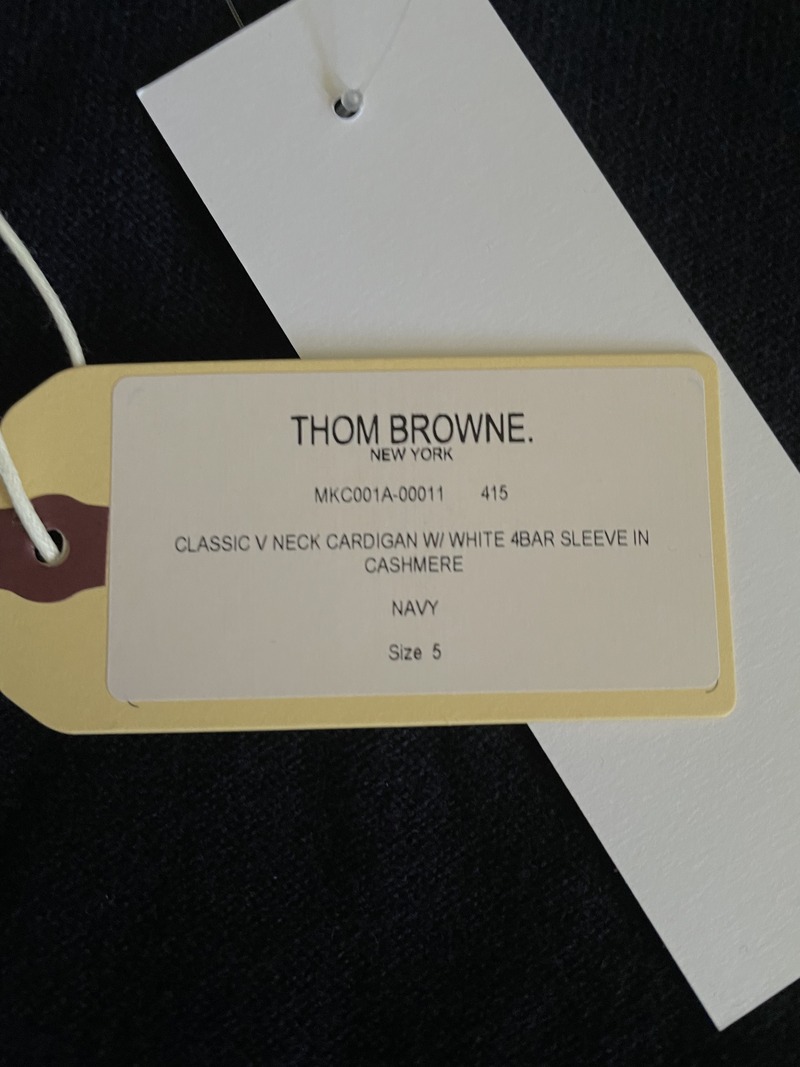 THOM BROWNE.
NEW YORK
MKC001A-00011 415
CLASSIC V NECK CARDIGAN W/ WHITE 4BAR SLEEVE IN
CASHMERE
NAVY
Size 5